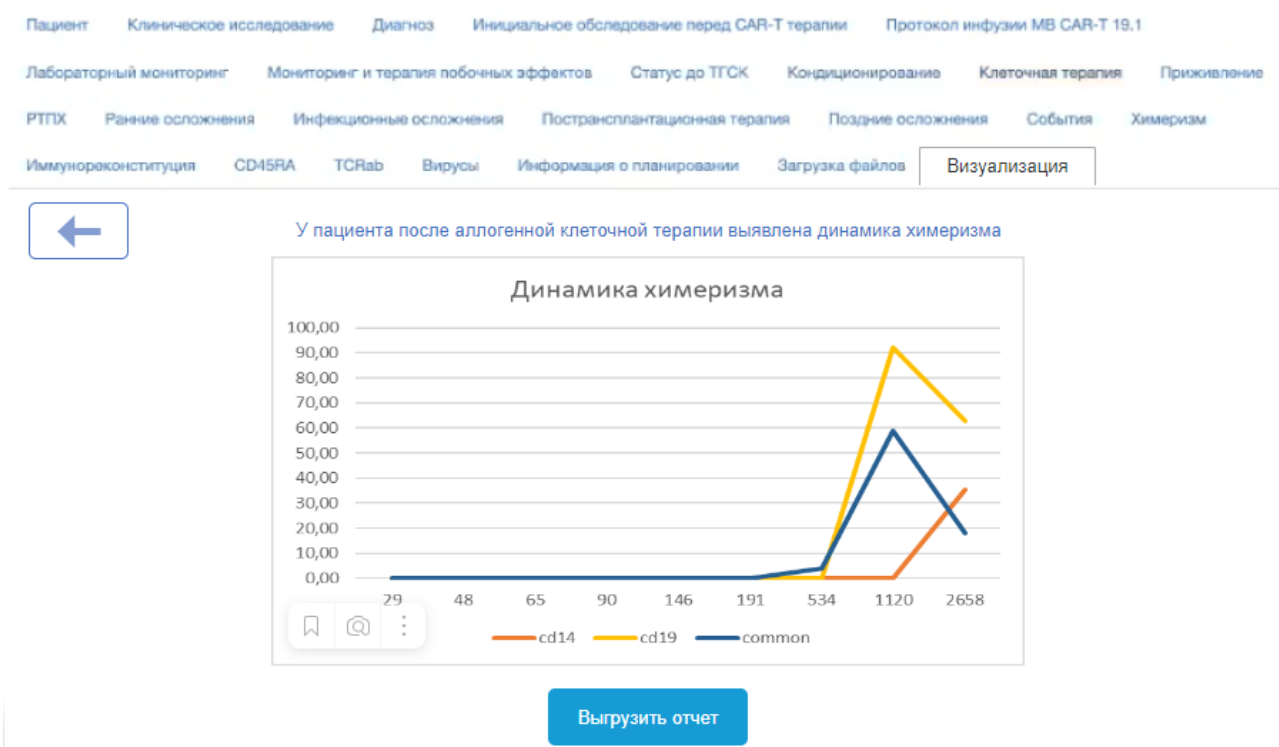 Пациент Клиническое исследование Диагноз Инициальное обследование перед CAR-T терапии Протокол инфузии MB CAR-T 19.1
Лабораторный мониторинг Мониторинг и терапия побочных эффектов Статус до ТГСК Кондиционирование Клеточная терапия Приживление
РТПХ Ранние осложнения Инфекционные осложнения Пострансплантационная терапия Поздние осложнения События Химеризм
Иммунореконституция CD45RA TCRab Вирусы Информация о планировании Загрузка файлов Визуализация
У пациента после аллогенной клеточной терапии выявлена динамика химеризма
Динамика химеризма
100,00
90,00
80,00
70,00
60,00
50,00
40,00
30,00
20,00
10,00
0,00
29 48 65 90 146 191 534 1120 2658
cd14 cd19 common
Выгрузить отчет